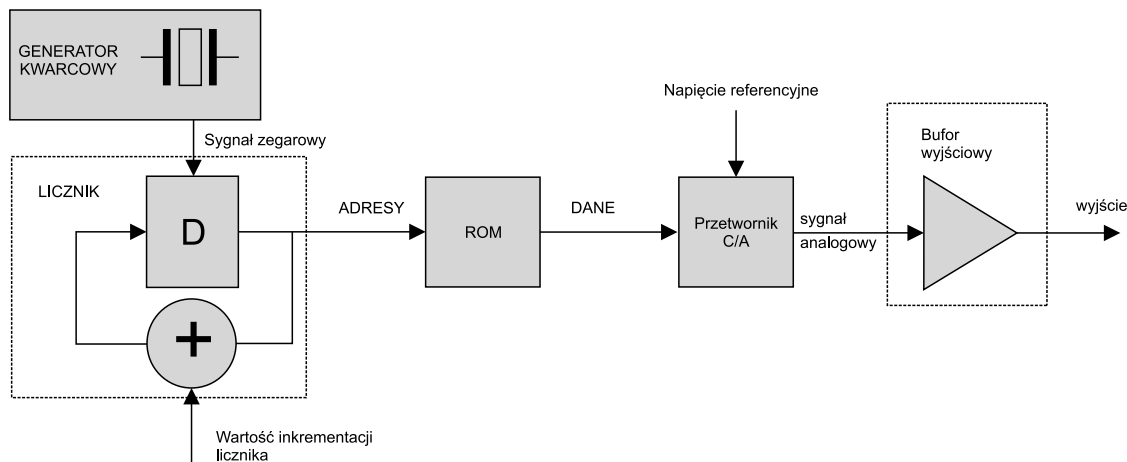 GENERATOR
KWARCOWY
Sygnał zegarowy
LICZNIK
D
+
Wartość inkrementacji
licznika
ADRESY
ROM
DANE
Napięcie referencyjne
Przetwornik
C/A
sygnał
analogowy
Bufor
wyjściowy
wyjście